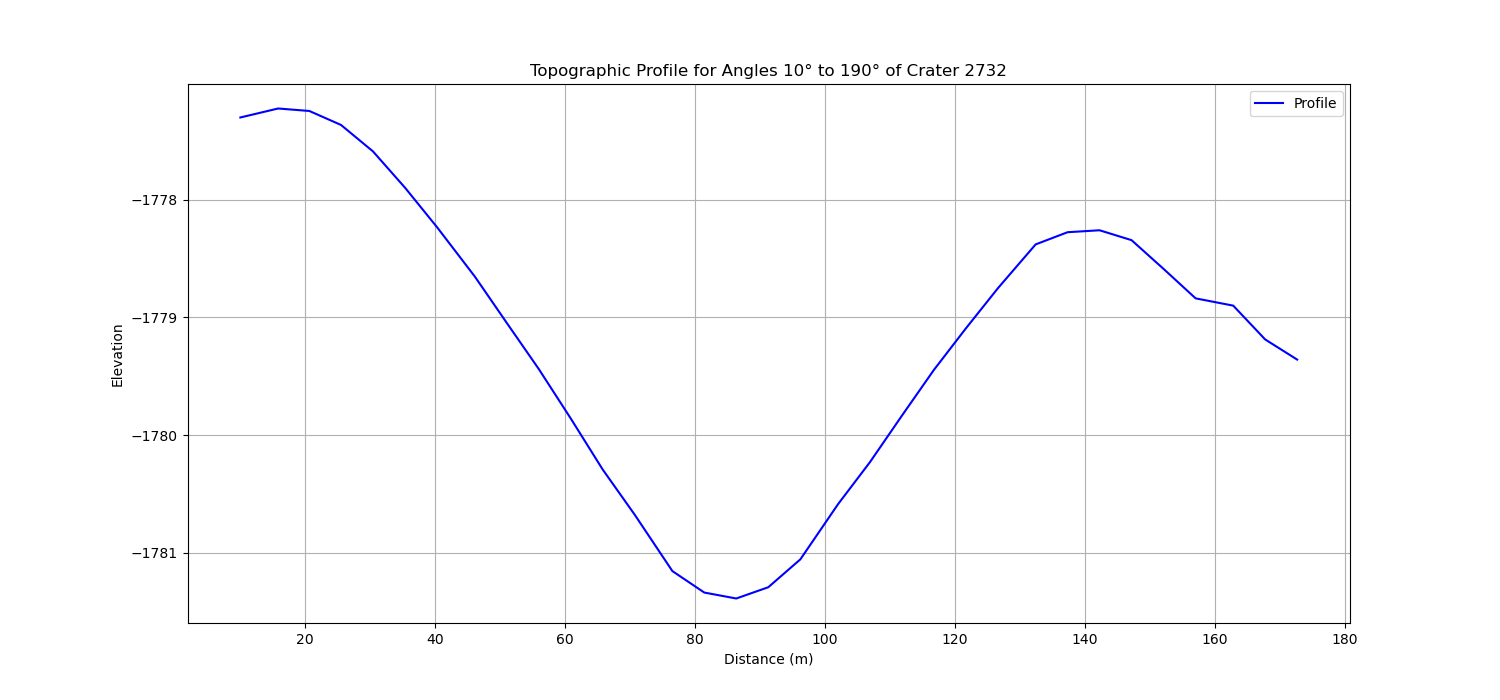 Topographic Profile for Angles 10° to 190° of Crater 2732
Profile
−1778
−1779
−1780
−1781
Elevation
20 40 60 80 100 120 140 160 180
Distance (m)